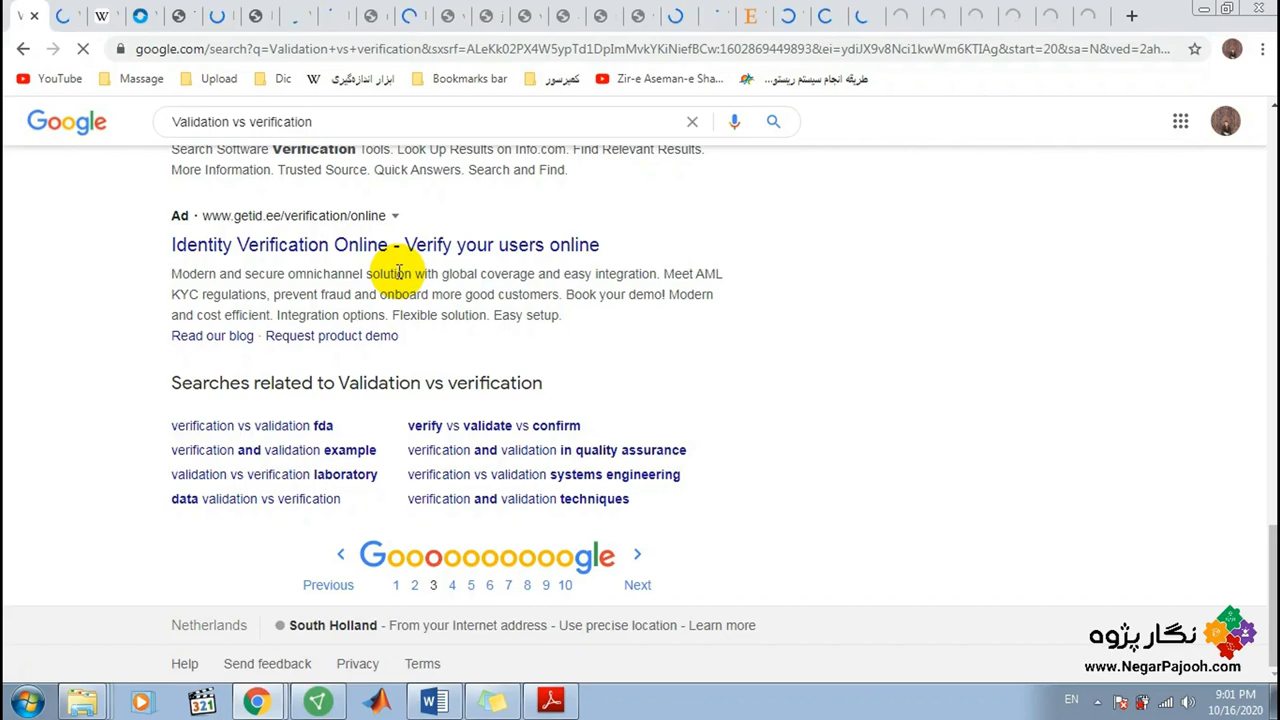 google.com/search?q=Validation+vs+verification&sxsrf=ALeKk02PX4W5ypTd1DpImMvkYKiNiefBCw:1602869449893&ei=ydiJX9v8Nci1kwWm6KTIAg&start=20&sa=N&ved=2ah...
YouTube Massage Upload Dic ابزار اندازه‌گیری Bookmarks bar کمپرسور Zir-e Aseman-e Sha... طریقه انجام سیستم ریستو...
Google Validation vs verification
Search Software Verification Tools. Look Up Results on Info.com. Find Relevant Results.
More Information. Trusted Source. Quick Answers. Search and Find.
Ad · www.getid.ee/verification/online
Identity Verification Online - Verify your users online
Modern and secure omnichannel solution with global coverage and easy integration. Meet AML
KYC regulations, prevent fraud and onboard more good customers. Book your demo! Modern
and cost efficient. Integration options. Flexible solution. Easy setup.
Read our blog · Request product demo
Searches related to Validation vs verification
verification vs validation fda verify vs validate vs confirm
verification and validation example verification and validation in quality assurance
validation vs verification laboratory verification vs validation systems engineering
data validation vs verification verification and validation techniques
Goooooooooogle
Previous 1 2 3 4 5 6 7 8 9 10 Next
Netherlands South Holland - From your Internet address - Use precise location - Learn more
Help Send feedback Privacy Terms
نگار پژوه
www.NegarPajooh.com
321
EN 9:01 PM
10/16/2020